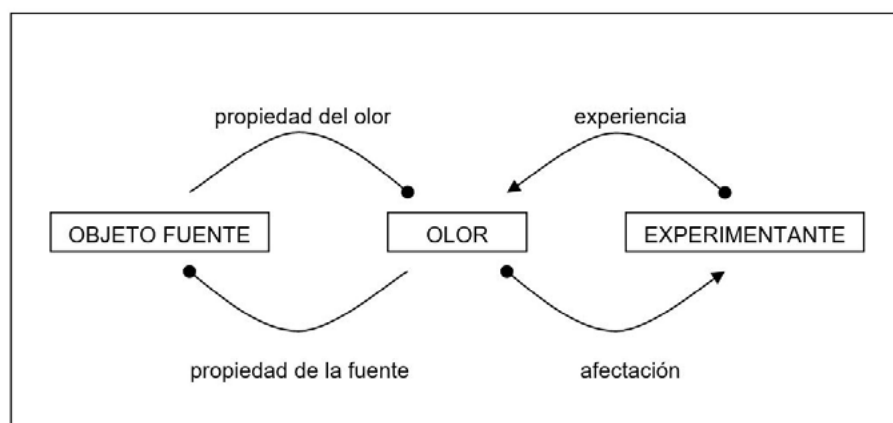 propiedad del olor
experiencia
OBJETO FUENTE
OLOR
EXPERIMENTANTE
propiedad de la fuente
afectación